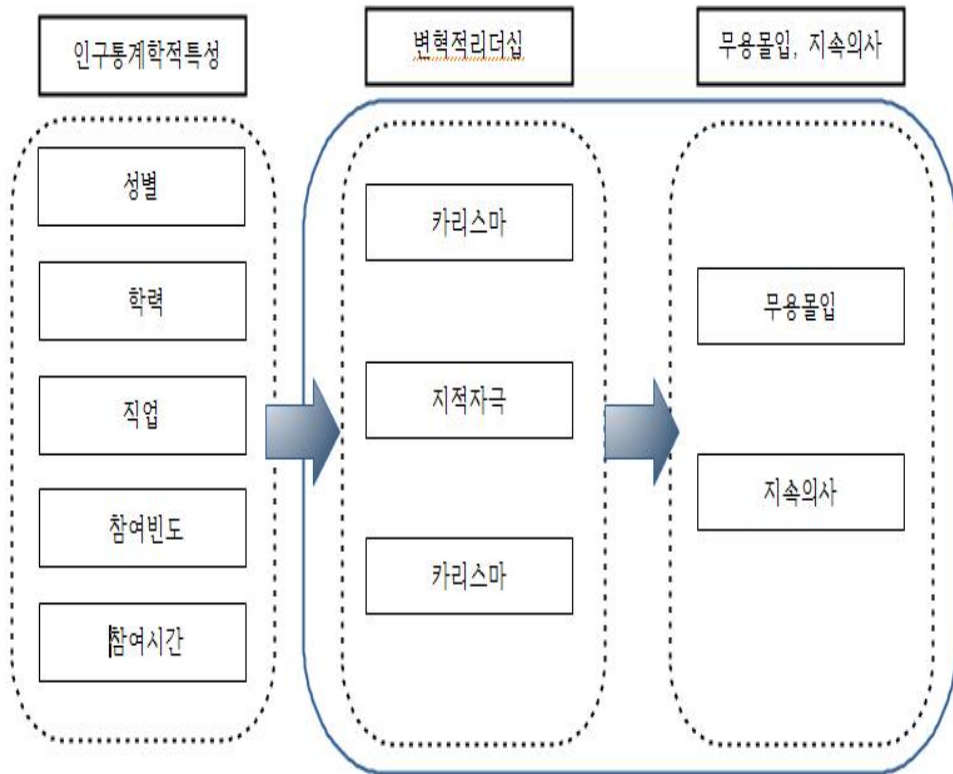 인구통계학적특성
변혁적리더십
무용몰입, 지속의사
성별
학력
직업
참여빈도
참여시간
카리스마
지적자극
카리스마
무용몰입
지속의사